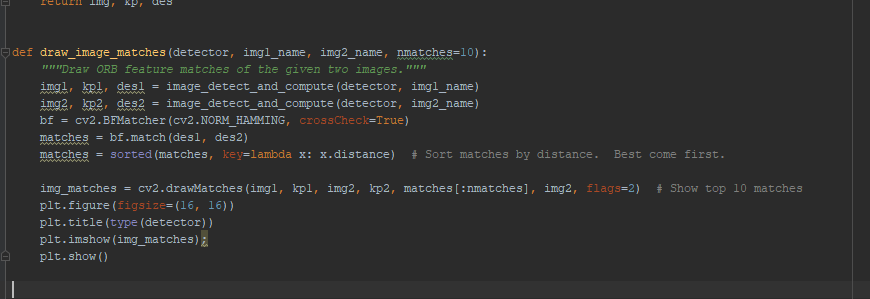 return img, kp, des
def draw_image_matches(detector, img1_name, img2_name, nmatches=10):
"""Draw ORB feature matches of the given two images."""
img1, kp1, des1 = image_detect_and_compute(detector, img1_name)
img2, kp2, des2 = image_detect_and_compute(detector, img2_name)
bf = cv2.BFMatcher(cv2.NORM_HAMMING, crossCheck=True)
matches = bf.match(des1, des2)
matches = sorted(matches, key=lambda x: x.distance)  # Sort matches by distance.  Best come first.
img_matches = cv2.drawMatches(img1, kp1, img2, kp2, matches[:nmatches], img2, flags=2)  # Show top 10 matches
plt.figure(figsize=(16, 16))
plt.title(type(detector))
plt.imshow(img_matches);
plt.show()